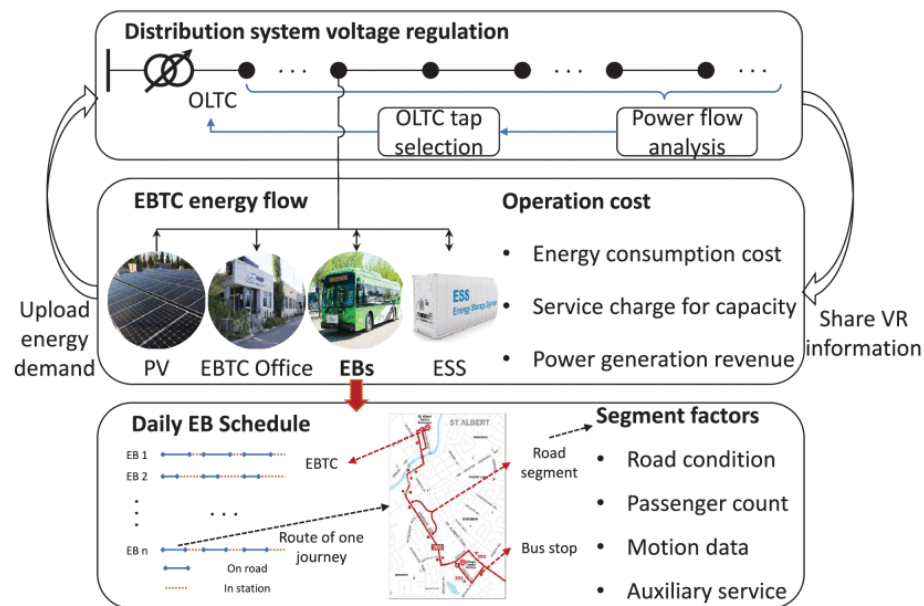 Distribution system voltage regulation
. . .
. . .
. . .
OLTC
OLTC tap
selection
Power flow
analysis
EBTC energy flow
Operation cost
• Energy consumption cost
• Service charge for capacity
• Power generation revenue
ESS
Energy Storage System
PV
EBTC Office
EBs
ESS
Upload
energy
demand
Share VR
information
Daily EB Schedule
Segment factors
EB 1
EB 2
. . .
EB n
On road
In station
EBTC
Route of one
journey
ST ALBERT
Road
segment
Bus stop
• Road condition
• Passenger count
• Motion data
• Auxiliary service